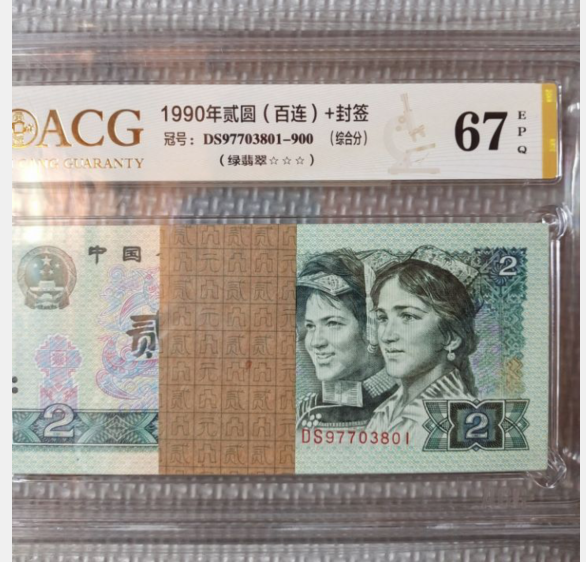 ACG
GUARANTY
1990年贰圆（百连）+封签
冠号：DS97703801-900 （综合分）
（绿翡翠☆☆☆）
67
EPQ
中国
2
贰
2
DS97703801
2